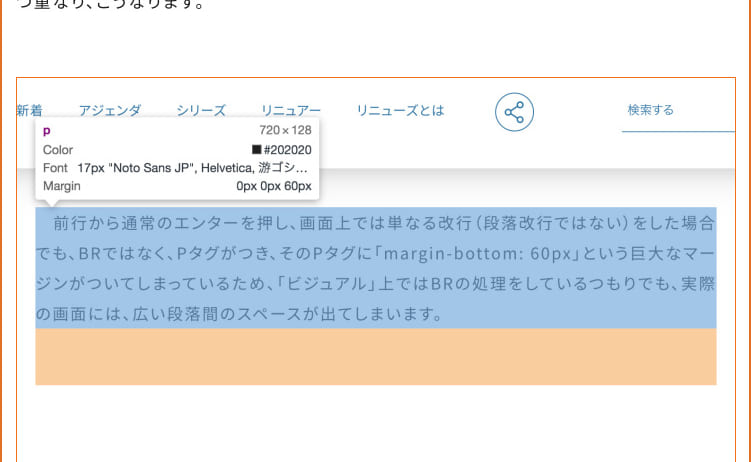 つ重なり、こうなります。
新着 アジェンダ シリーズ リニュアー リニューズとは 検索する
p 720 × 128
Color #202020
Font 17px "Noto Sans JP", Helvetica, 游ゴシ...
Margin 0px 0px 60px
前行から通常のエンターを押し、画面上では単なる改行（段落改行ではない）をした場合
でも、BRではなく、Pタグがつき、そのPタグに「margin-bottom: 60px」という巨大なマー
ジンがついてしまっているため、「ビジュアル」上ではBRの処理をしているつもりでも、実際
の画面には、広い段落間のスペースが出てしまいます。